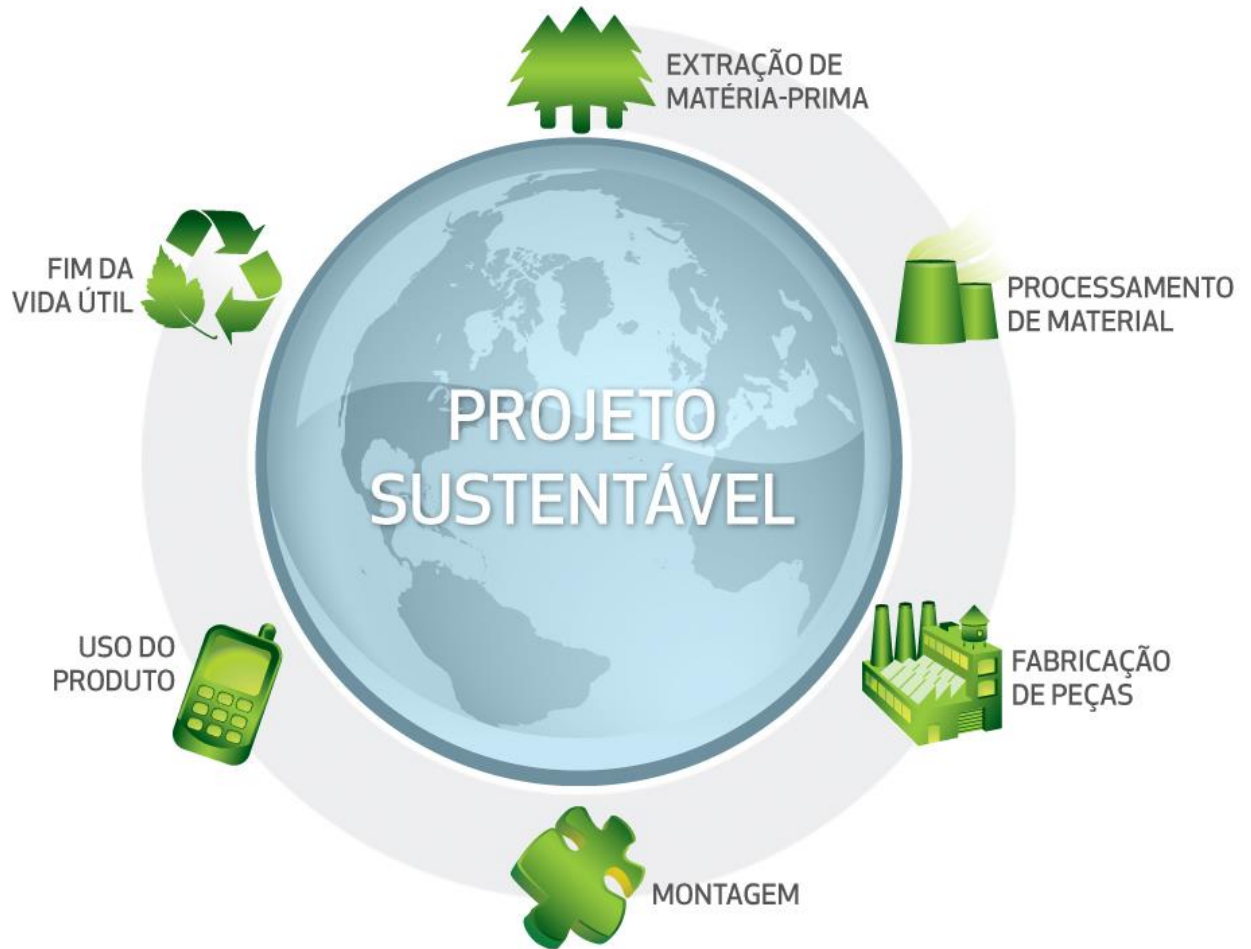 EXTRAÇÃO DE
MATÉRIA-PRIMA
PROCESSAMENTO
DE MATERIAL
FABRICAÇÃO
DE PEÇAS
MONTAGEM
USO DO
PRODUTO
FIM DA
VIDA ÚTIL
PROJETO
SUSTENTÁVEL